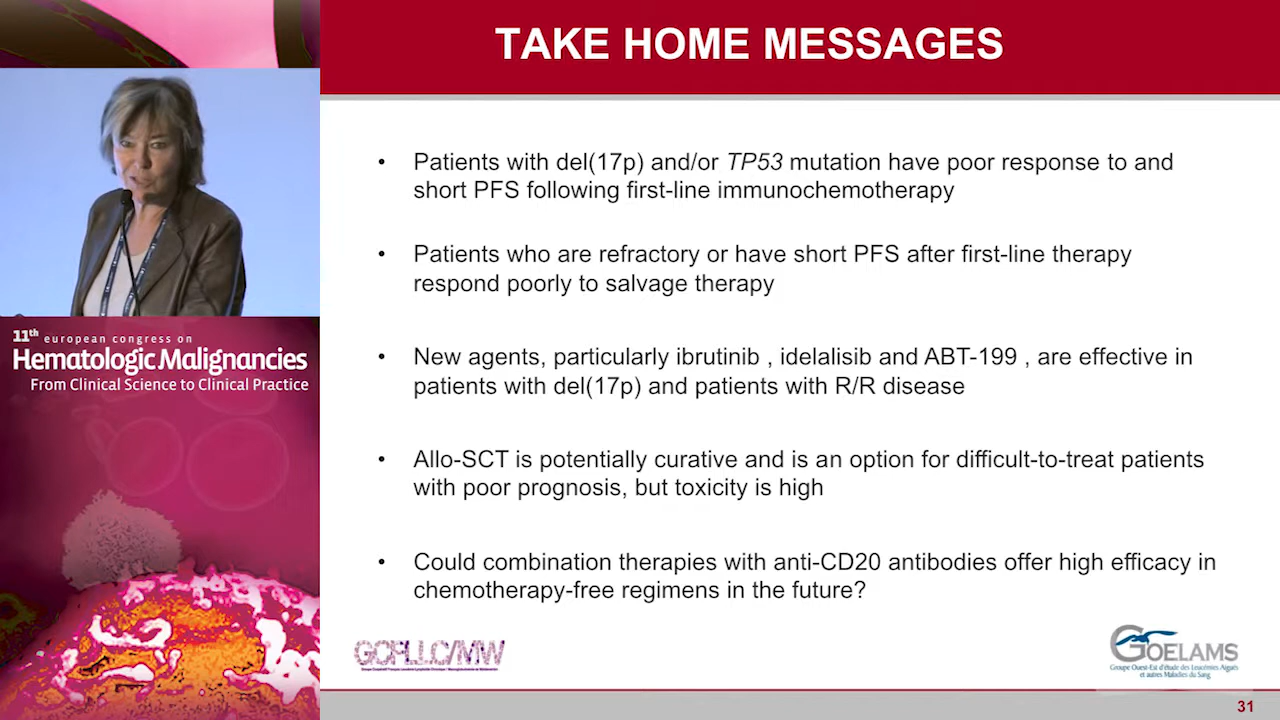 TAKE HOME MESSAGES
11th european congress on
Hematologic Malignancies
From Clinical Science to Clinical Practice
• Patients with del(17p) and/or TP53 mutation have poor response to and
short PFS following first-line immunochemotherapy
• Patients who are refractory or have short PFS after first-line therapy
respond poorly to salvage therapy
• New agents, particularly ibrutinib , idelalisib and ABT-199 , are effective in
patients with del(17p) and patients with R/R disease
• Allo-SCT is potentially curative and is an option for difficult-to-treat patients
with poor prognosis, but toxicity is high
• Could combination therapies with anti-CD20 antibodies offer high efficacy in
chemotherapy-free regimens in the future?
GOELAMS
Groupe Ouest-Est d'étude des Leucémies Aiguës
et autres Maladies du Sang
31